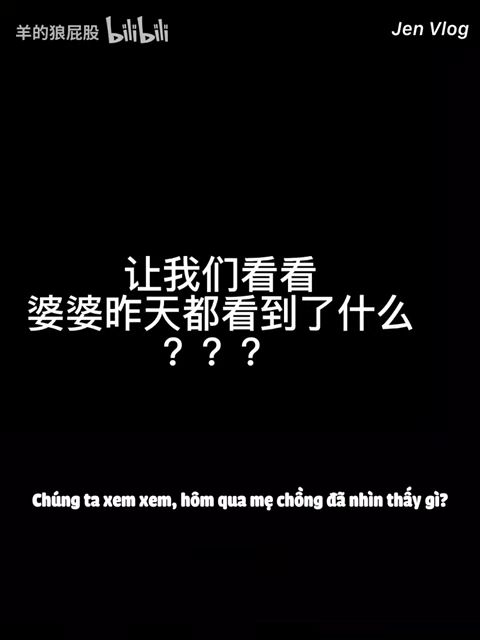 羊的狼屁股 bilibili
Jen Vlog
让我们看看
婆婆昨天都看到了什么
？？？
Chúng ta xem xem, hôm qua mẹ chồng đã nhìn thấy gì?